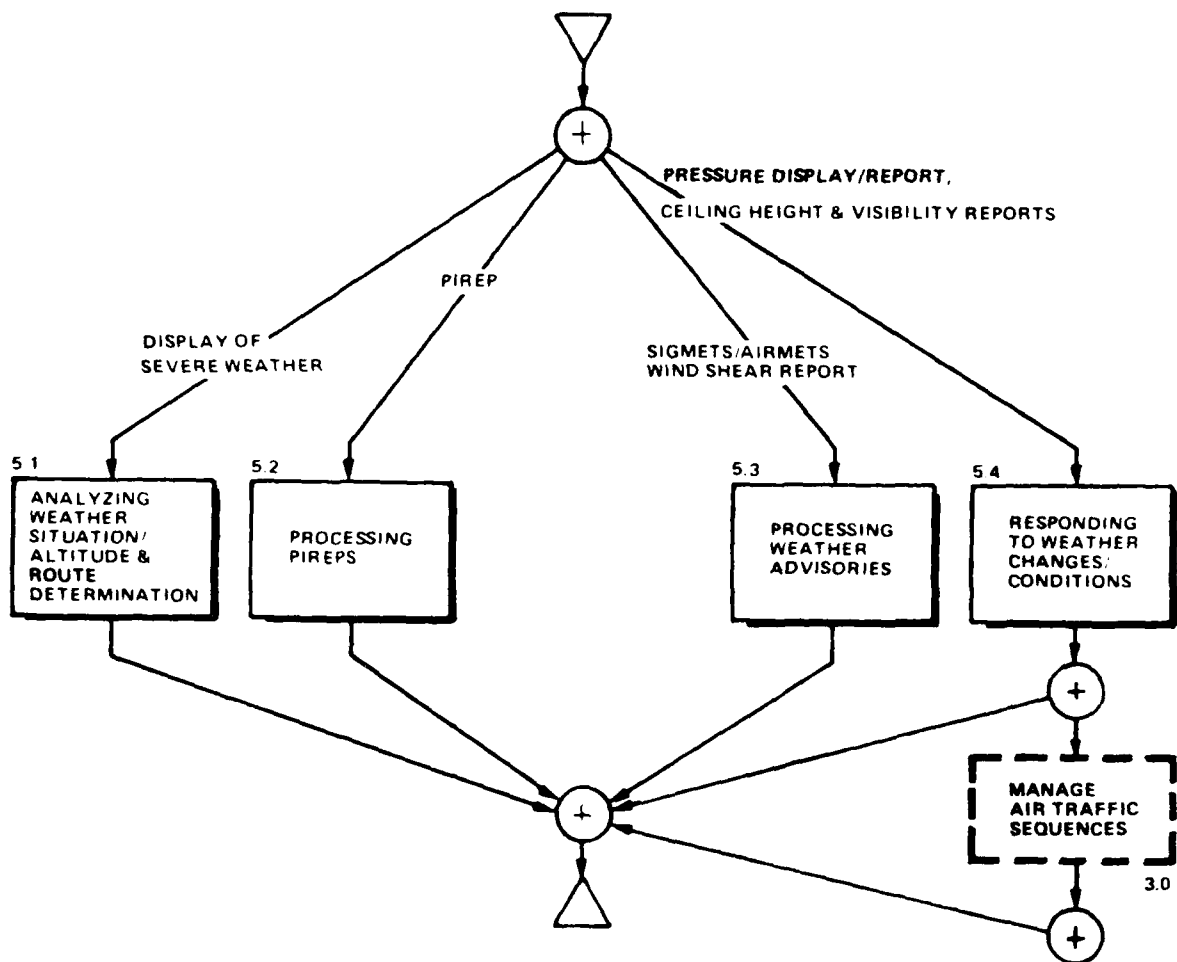 PRESSURE DISPLAY/REPORT,
CEILING HEIGHT & VISIBILITY REPORTS
PIREP
DISPLAY OF
SEVERE WEATHER
SIGMETS/AIRMETS
WIND SHEAR REPORT
5.1
ANALYZING
WEATHER
SITUATION/
ALTITUDE &
ROUTE
DETERMINATION
5.2
PROCESSING
PIREPS
5.3
PROCESSING
WEATHER
ADVISORIES
5.4
RESPONDING
TO WEATHER
CHANGES/
CONDITIONS
MANAGE
AIR TRAFFIC
SEQUENCES
3.0